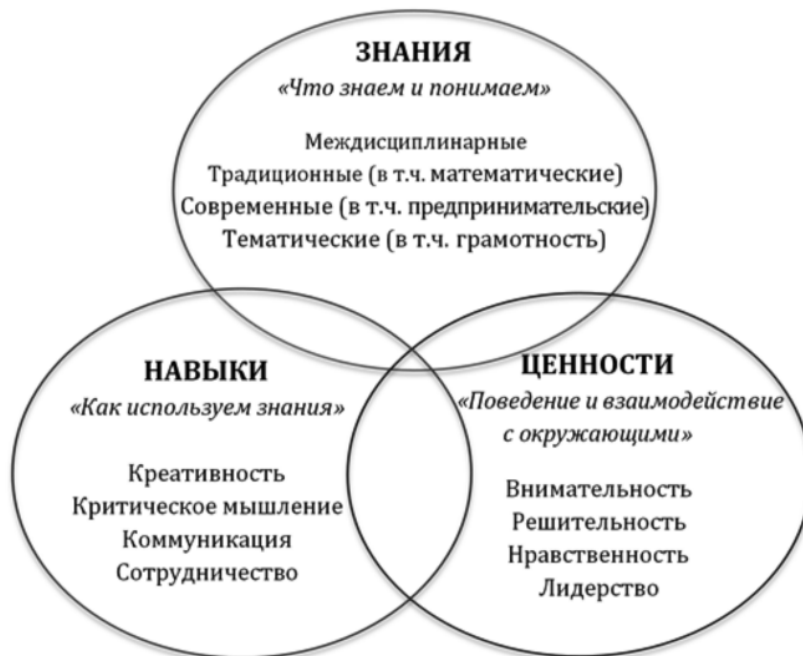 ЗНАНИЯ
«Что знаем и понимаем»
Междисциплинарные
Традиционные (в т.ч. математические)
Современные (в т.ч. предпринимательские)
Тематические (в т.ч. грамотность)
НАВЫКИ
«Как используем знания»
Креативность
Критическое мышление
Коммуникация
Сотрудничество
ЦЕННОСТИ
«Поведение и взаимодействие
с окружающими»
Внимательность
Решительность
Нравственность
Лидерство